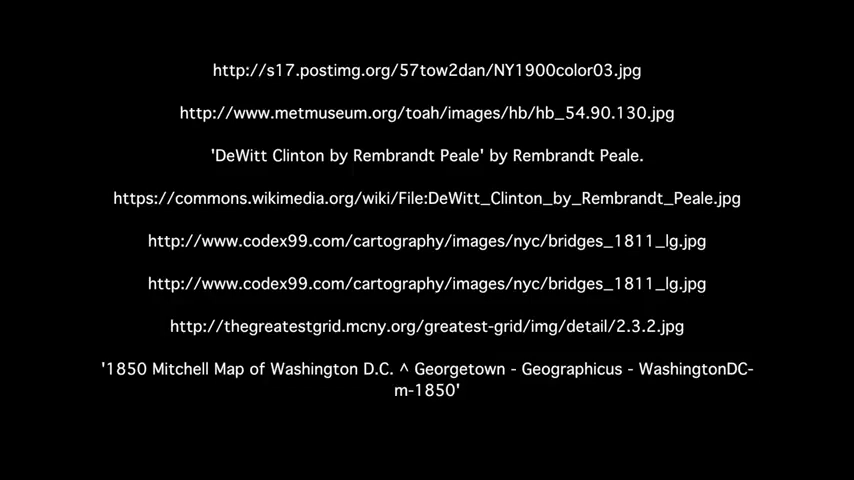 http://s17.postimg.org/57tow2dan/NY1900color03.jpg
http://www.metmuseum.org/toah/images/hb/hb_54.90.130.jpg
'DeWitt Clinton by Rembrandt Peale' by Rembrandt Peale.
https://commons.wikimedia.org/wiki/File:DeWitt_Clinton_by_Rembrandt_Peale.jpg
http://www.codex99.com/cartography/images/nyc/bridges_1811_lg.jpg
http://www.codex99.com/cartography/images/nyc/bridges_1811_lg.jpg
http://thegreatestgrid.mcny.org/greatest-grid/img/detail/2.3.2.jpg
'1850 Mitchell Map of Washington D.C. ^ Georgetown - Geographicus - WashingtonDC-
m-1850'